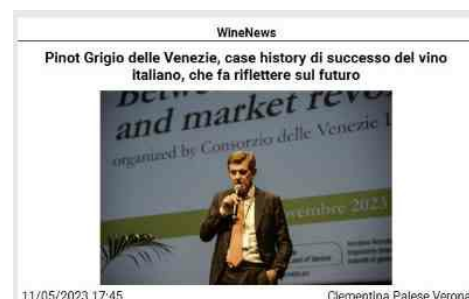 WineNews
Pinot Grigio delle Venezie, case history di successo del vino
italiano, che fa riflettere sul futuro
and market
organized by Consorzio delle Venezie
2023
11/05/2023 17:45
Clementina Palese Verona